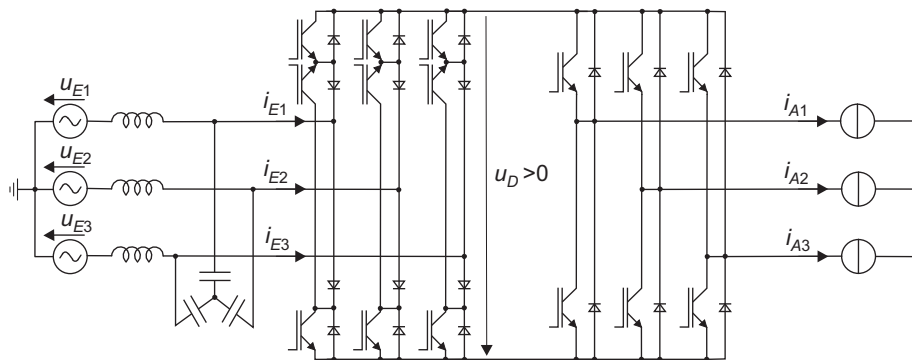 u_E1
i_E1
i_A1
u_E2
i_E2
u_D >0
i_A2
u_E3
i_E3
i_A3